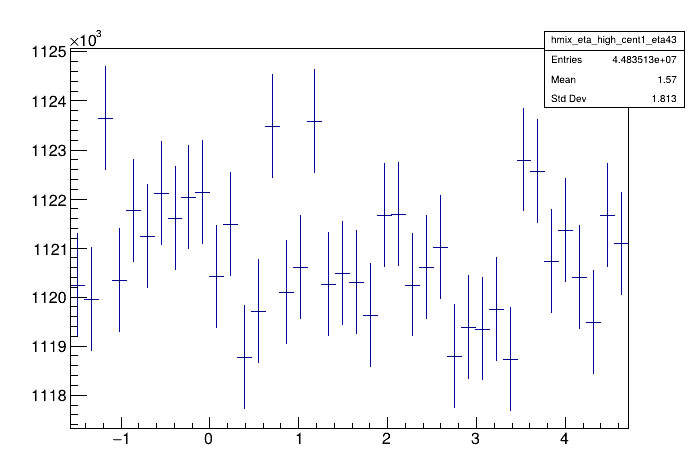 ×10³
hmix_eta_high_cent1_eta43
Entries 4.483513e+07
Mean 1.57
Std Dev 1.813
1125
1124
1123
1122
1121
1120
1119
1118
−1 0 1 2 3 4